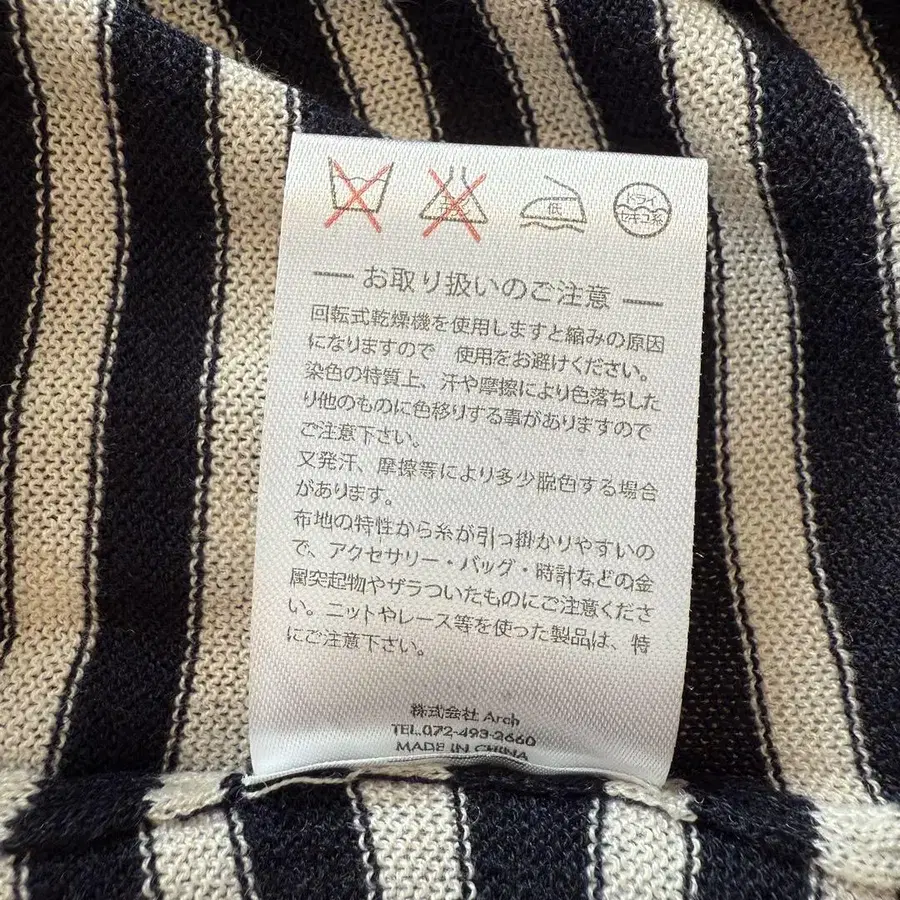 エンソ
低
ドライ
セキユ系
お取り扱いのご注意
回転式乾燥機を使用しますと縮みの原因
になりますので 使用をお避けください。
染色の特質上、汗や摩擦により色落ちした
り他のものに色移りする事がありますので
ご注意下さい。
又発汗、摩擦等により多少脱色する場合
があります。
布地の特性から糸が引っ掛かりやすいの
で、アクセサリー・バッグ・時計などの金
属突起物やザラついたものにご注意くださ
い。ニットやレース等を使った製品は、特
にご注意下さい。
株式会社 Arch
TEL.072-493-2660
MADE IN CHINA